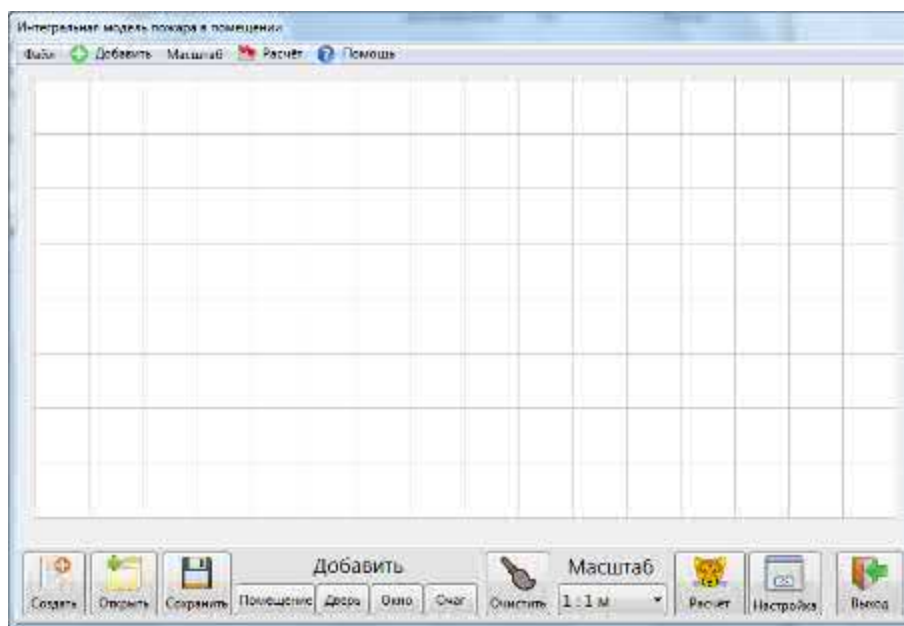 Интегральная модель пожара в помещении
Файл Добавить Масштаб Расчёт Помощь
Добавить Масштаб
Создать Открыть Сохранить Помещение Дверь Окно Очаг Очистить 1 : 1 м Расчет Настройка Выход